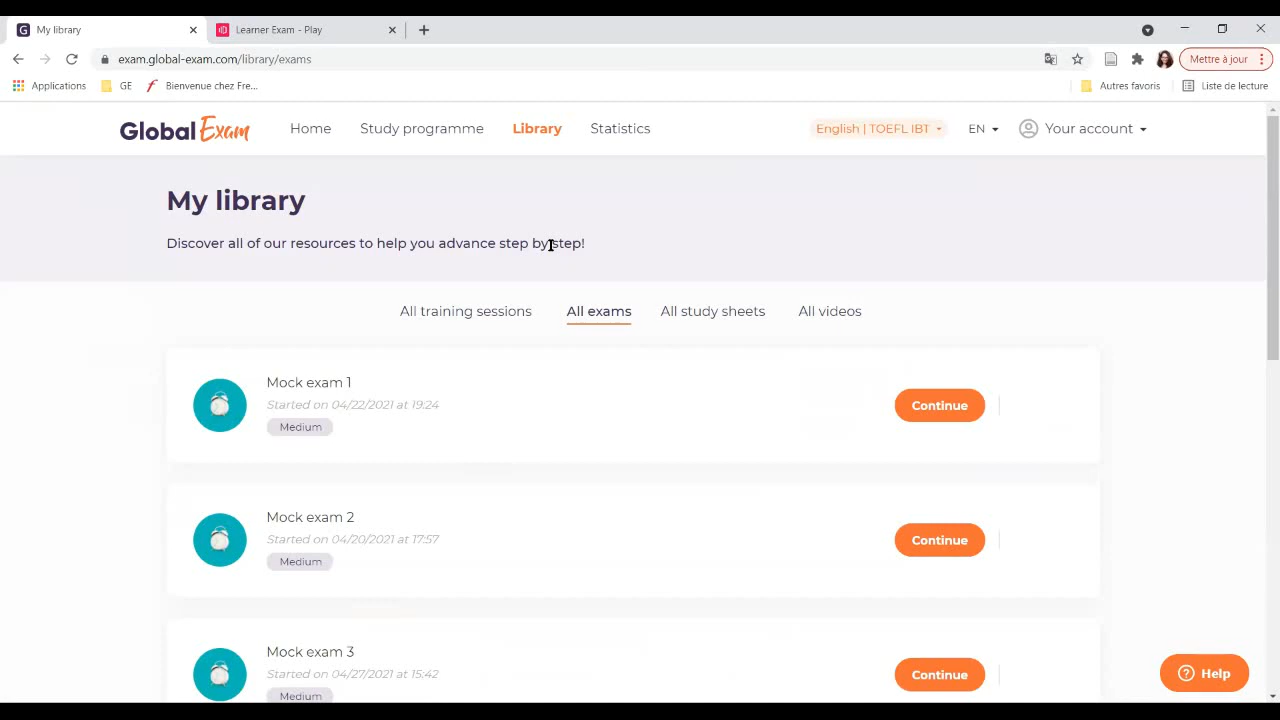 My library
Learner Exam - Play
exam.global-exam.com/library/exams
Mettre à jour
Applications
GE
Bienvenue chez Fre...
Autres favoris
Liste de lecture
Global Exam
Home
Study programme
Library
Statistics
English | TOEFL IBT
EN
Your account
My library
Discover all of our resources to help you advance step by step!
All training sessions
All exams
All study sheets
All videos
Mock exam 1
Started on 04/22/2021 at 19:24
Medium
Continue
Mock exam 2
Started on 04/20/2021 at 17:57
Medium
Continue
Mock exam 3
Started on 04/27/2021 at 15:42
Medium
Continue
Help